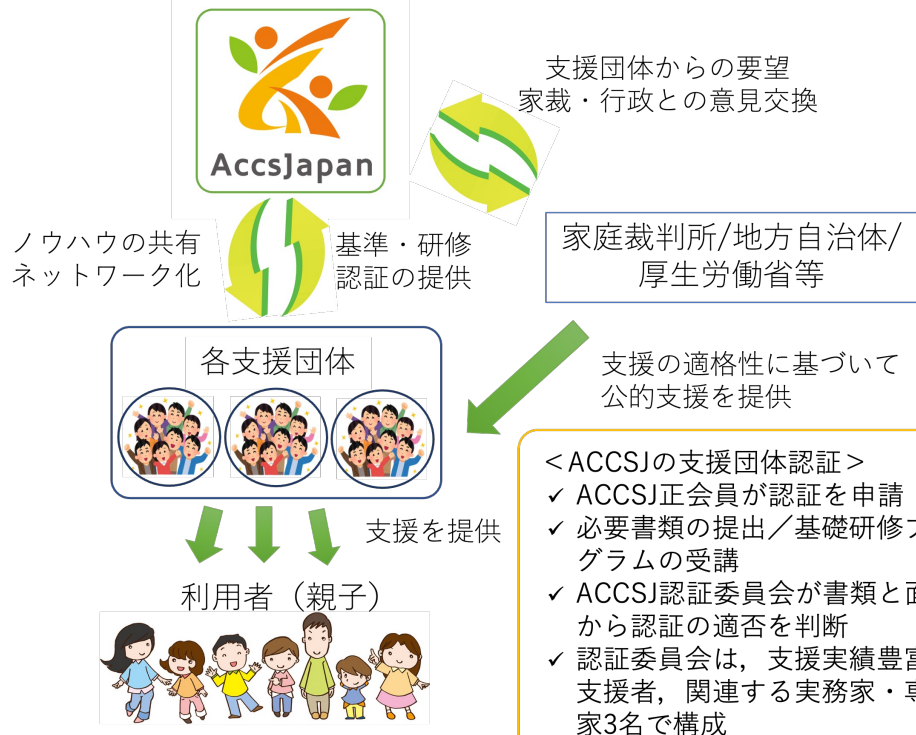 AccsJapan
支援団体からの要望
家裁・行政との意見交換
ノウハウの共有
ネットワーク化
基準・研修
認証の提供
家庭裁判所/地方自治体/
厚生労働省等
各支援団体
支援の適格性に基づいて
公的支援を提供
支援を提供
利用者（親子）
＜ACCSJの支援団体認証＞
✓ ACCSJ正会員が認証を申請
✓ 必要書類の提出／基礎研修プ
グラムの受講
✓ ACCSJ認証委員会が書類と面
から認証の適否を判断
✓ 認証委員会は，支援実績豊富
支援者，関連する実務家・専
家3名で構成